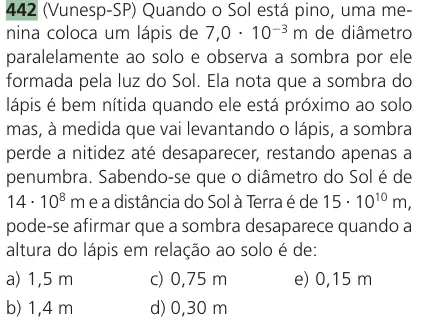 442 (Vunesp-SP) Quando o Sol está pino, uma me-
nina coloca um lápis de 7,0 · 10⁻³ m de diâmetro
paralelamente ao solo e observa a sombra por ele
formada pela luz do Sol. Ela nota que a sombra do
lápis é bem nítida quando ele está próximo ao solo
mas, à medida que vai levantando o lápis, a sombra
perde a nitidez até desaparecer, restando apenas a
penumbra. Sabendo-se que o diâmetro do Sol é de
14 · 10⁸ m e a distância do Sol à Terra é de 15 · 10¹⁰ m,
pode-se afirmar que a sombra desaparece quando a
altura do lápis em relação ao solo é de:
a) 1,5 m c) 0,75 m e) 0,15 m
b) 1,4 m d) 0,30 m